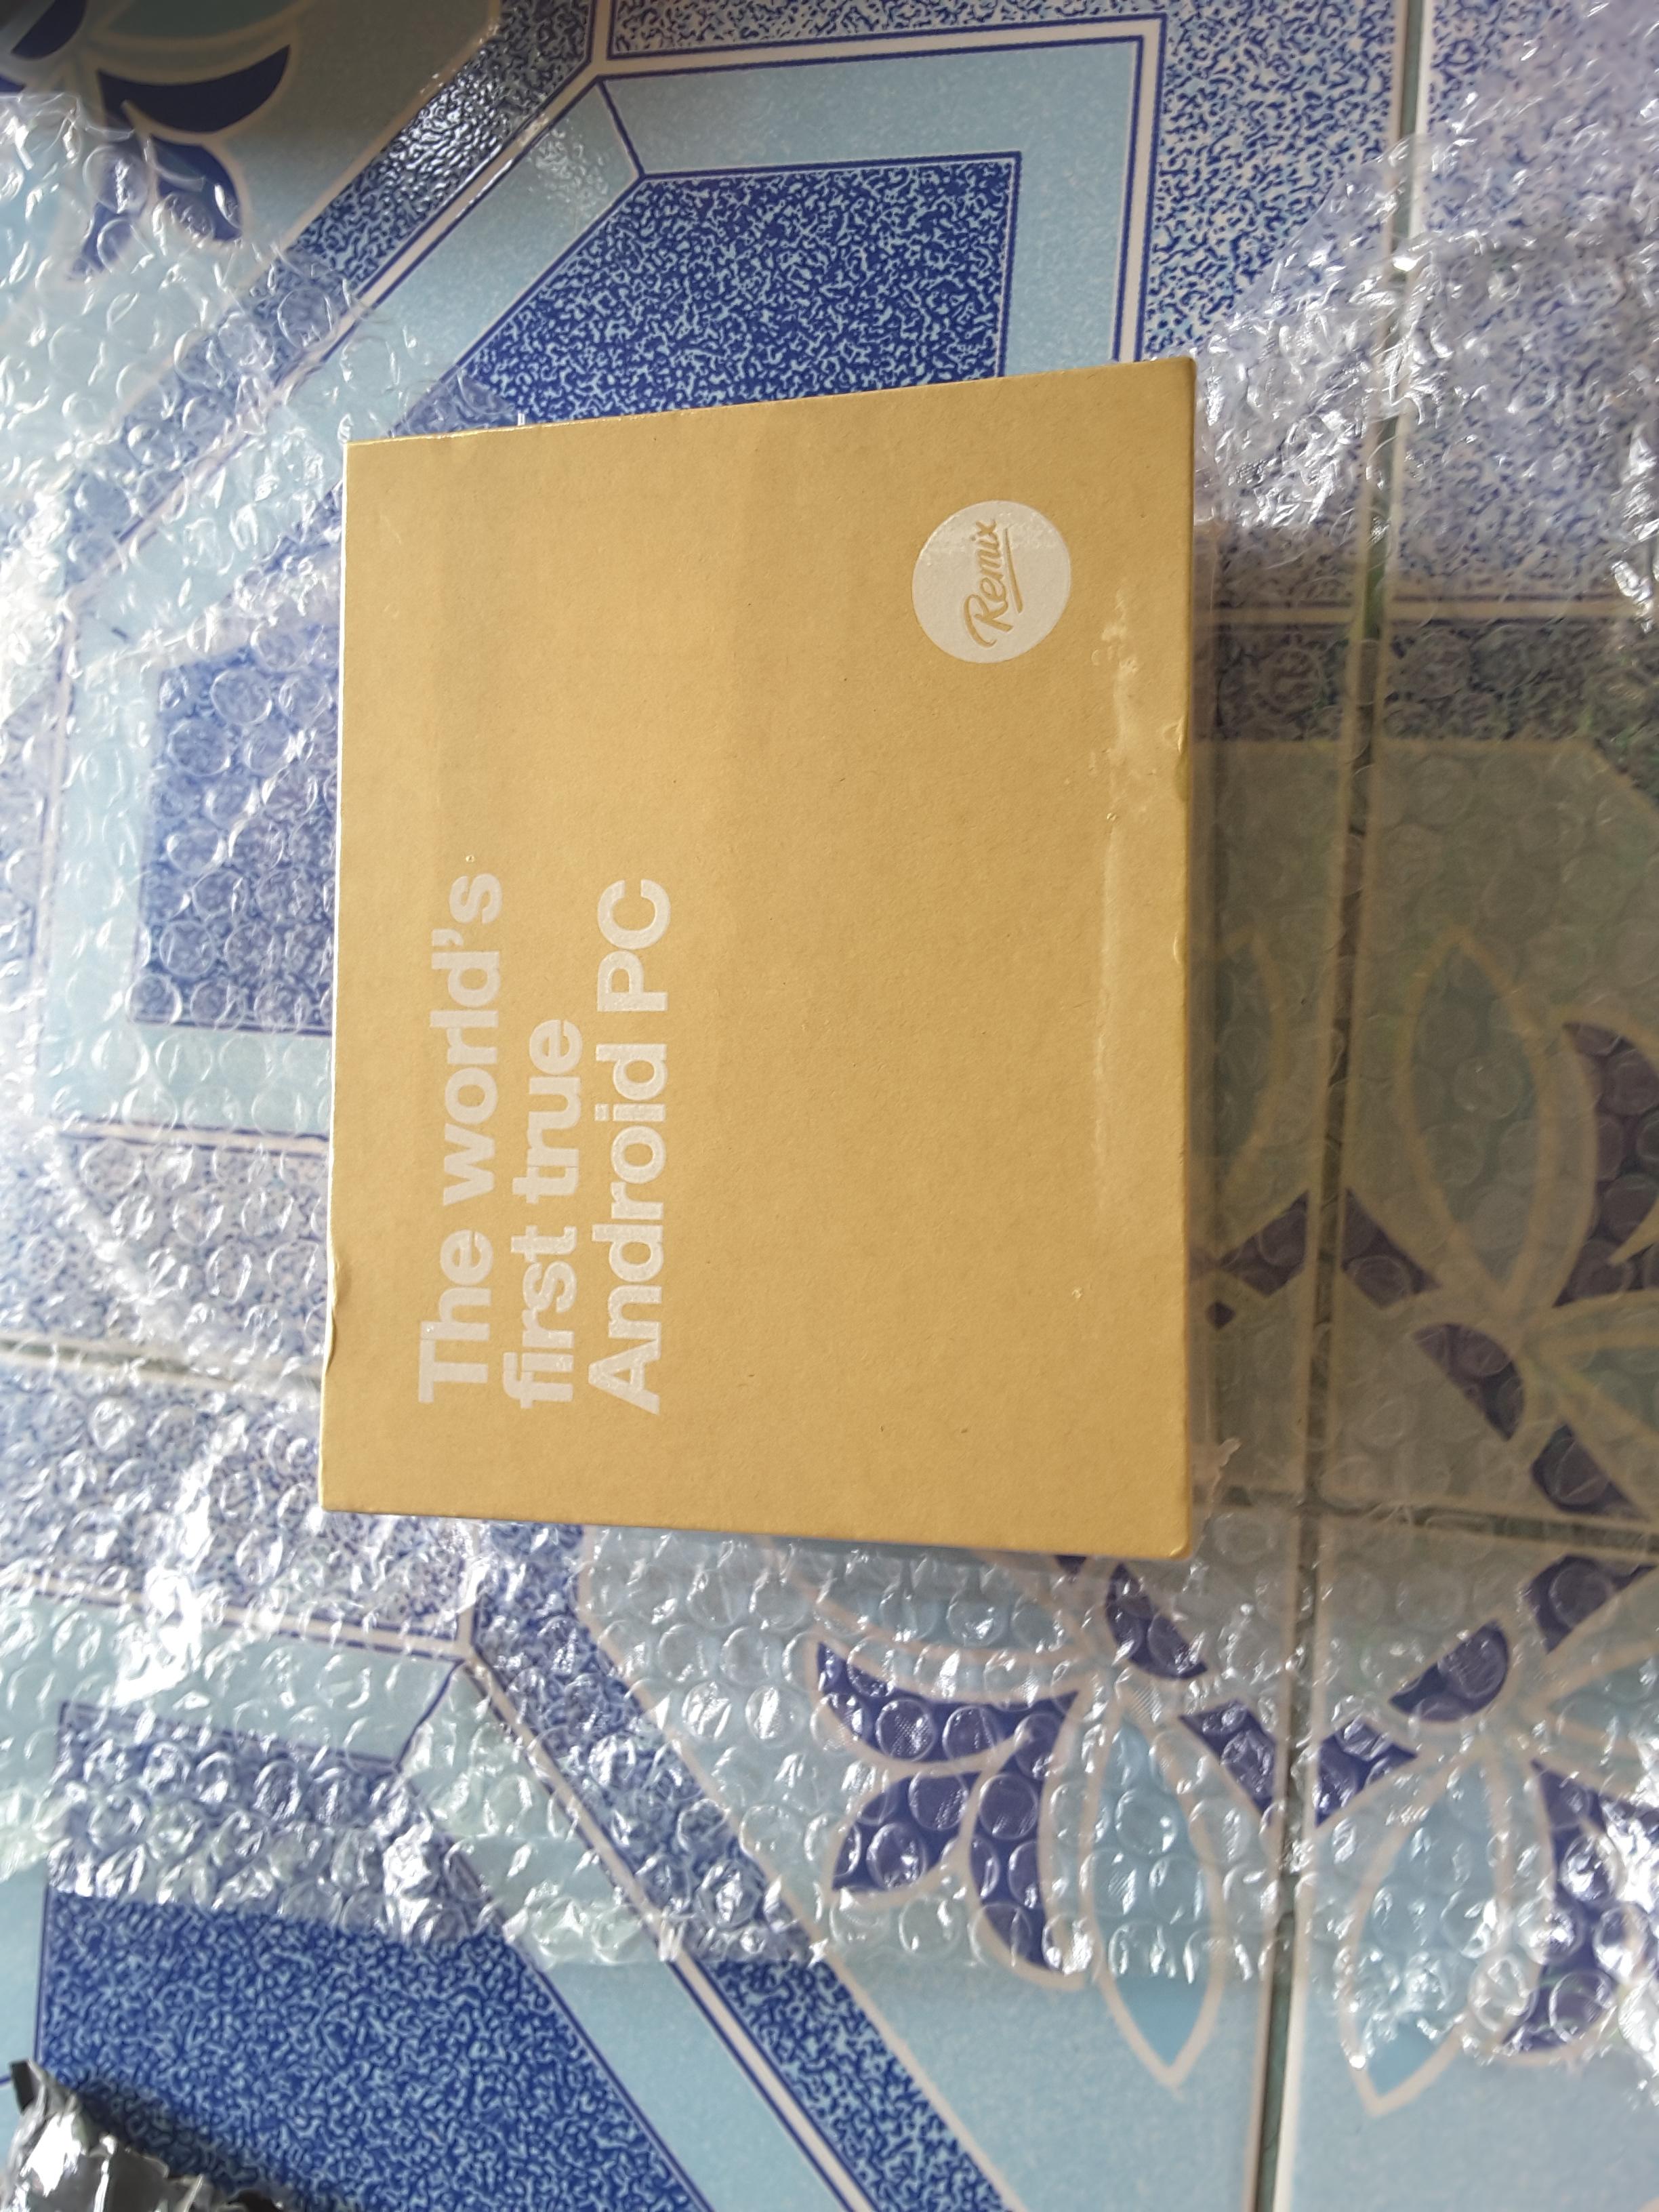 The world's
first true
Android PC
Remix